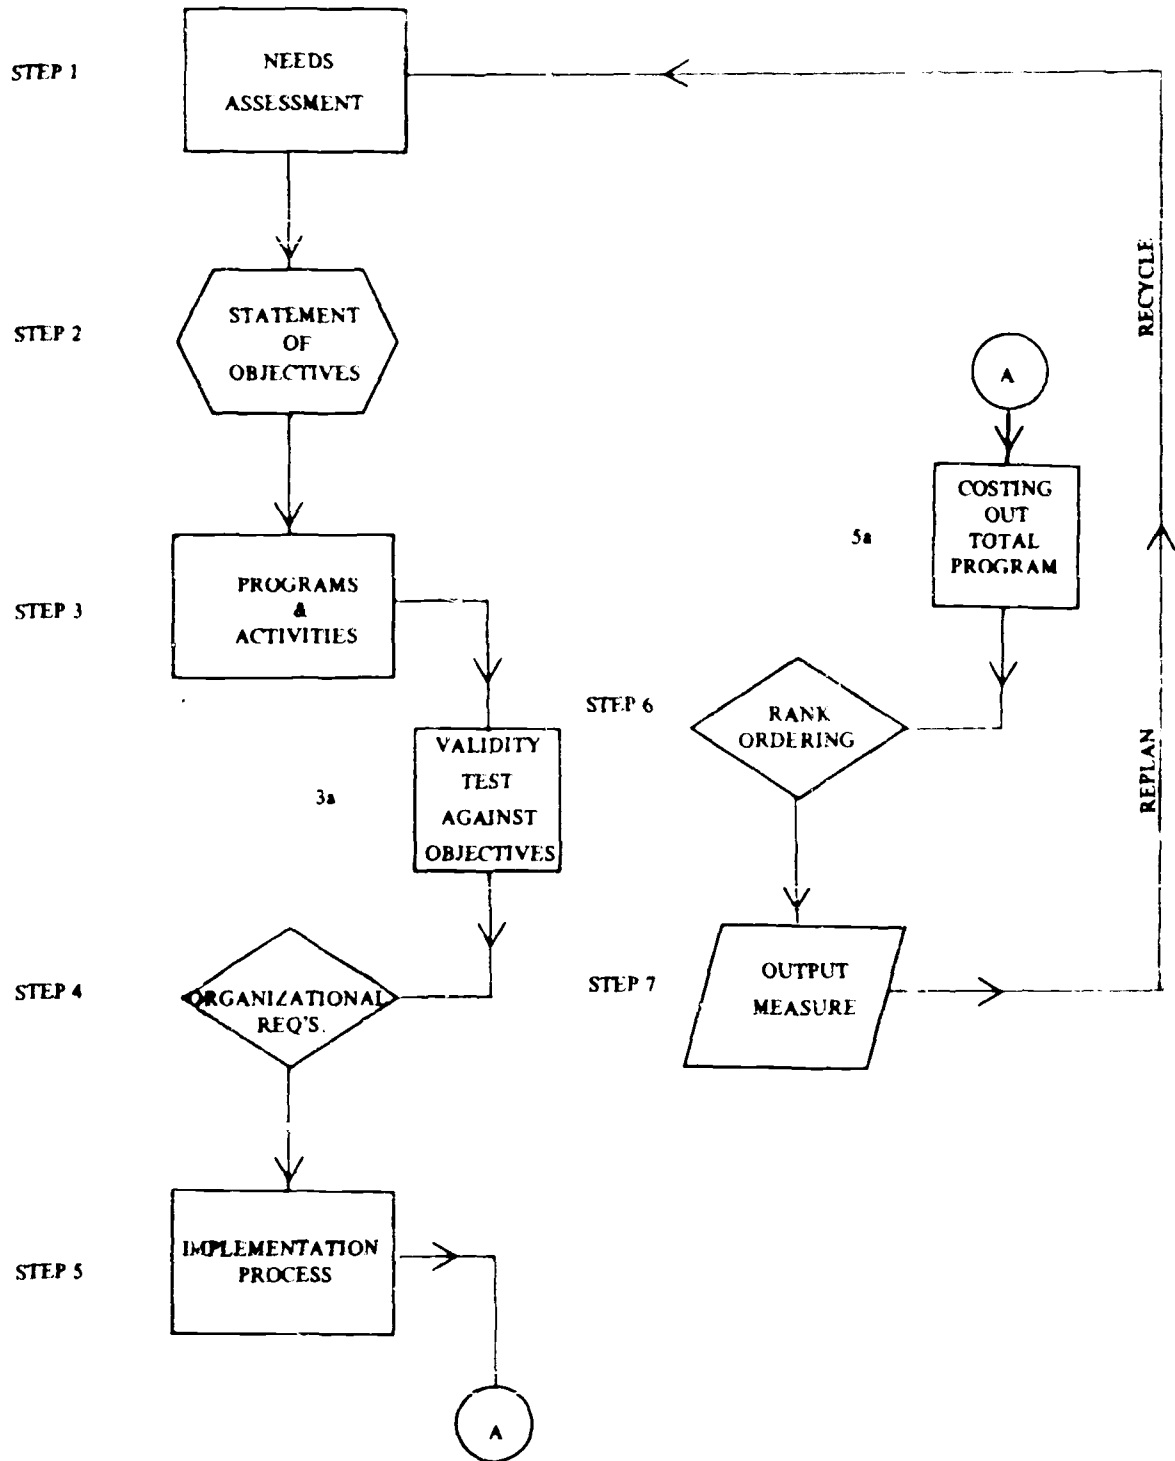 STEP 1
NEEDS
ASSESSMENT
STEP 2
STATEMENT
OF
OBJECTIVES
STEP 3
PROGRAMS
&
ACTIVITIES
3a
VALIDITY
TEST
AGAINST
OBJECTIVES
STEP 4
ORGANIZATIONAL
REQ'S.
STEP 5
IMPLEMENTATION
PROCESS
A
A
5a
COSTING
OUT
TOTAL
PROGRAM
STEP 6
RANK
ORDERING
STEP 7
OUTPUT
MEASURE
REPLAN
RECYCLE